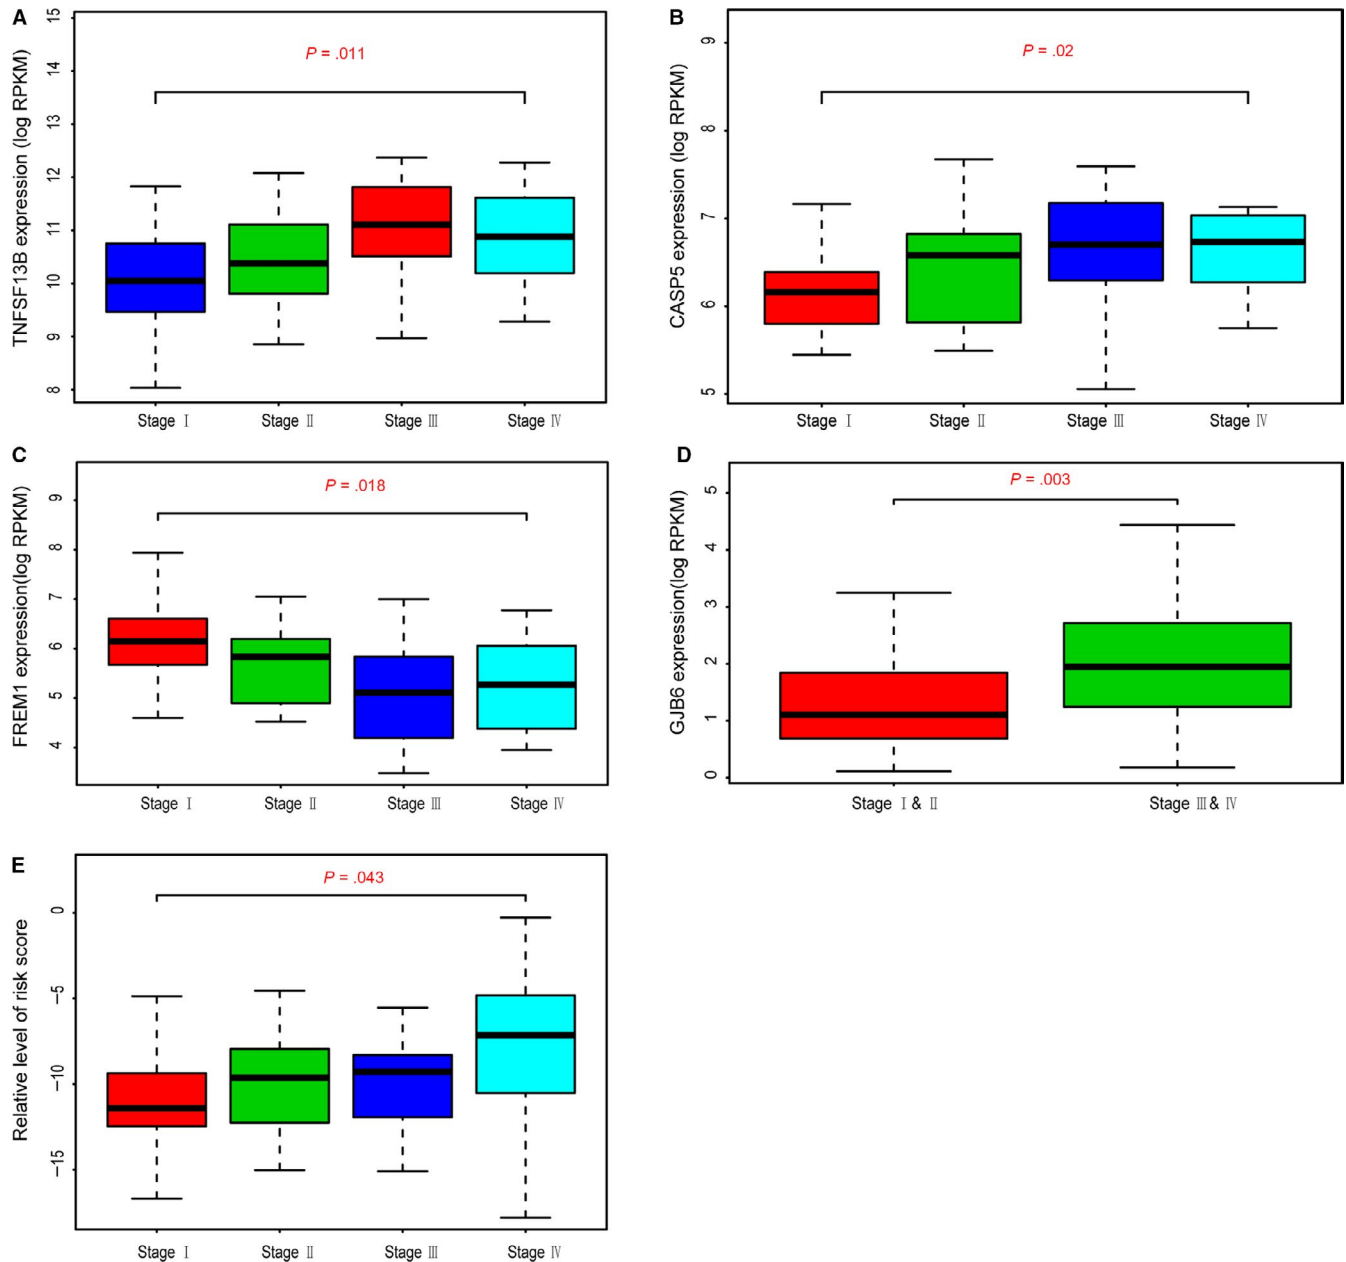 A
TNFSF13B expression (log RPKM)
15
14
13
12
11
10
9
8
P = .011
Stage Ⅰ
Stage Ⅱ
Stage Ⅲ
Stage Ⅳ
B
CASP5 expression (log RPKM)
9
8
7
6
5
P = .02
Stage Ⅰ
Stage Ⅱ
Stage Ⅲ
Stage Ⅳ
C
FREM1 expression(log RPKM)
9
8
7
6
5
4
P = .018
Stage Ⅰ
Stage Ⅱ
Stage Ⅲ
Stage Ⅳ
D
GJB6 expression(log RPKM)
5
4
3
2
1
0
P = .003
Stage Ⅰ & Ⅱ
Stage Ⅲ & Ⅳ
E
Relative level of risk score
0
−5
−10
−15
P = .043
Stage Ⅰ
Stage Ⅱ
Stage Ⅲ
Stage Ⅳ